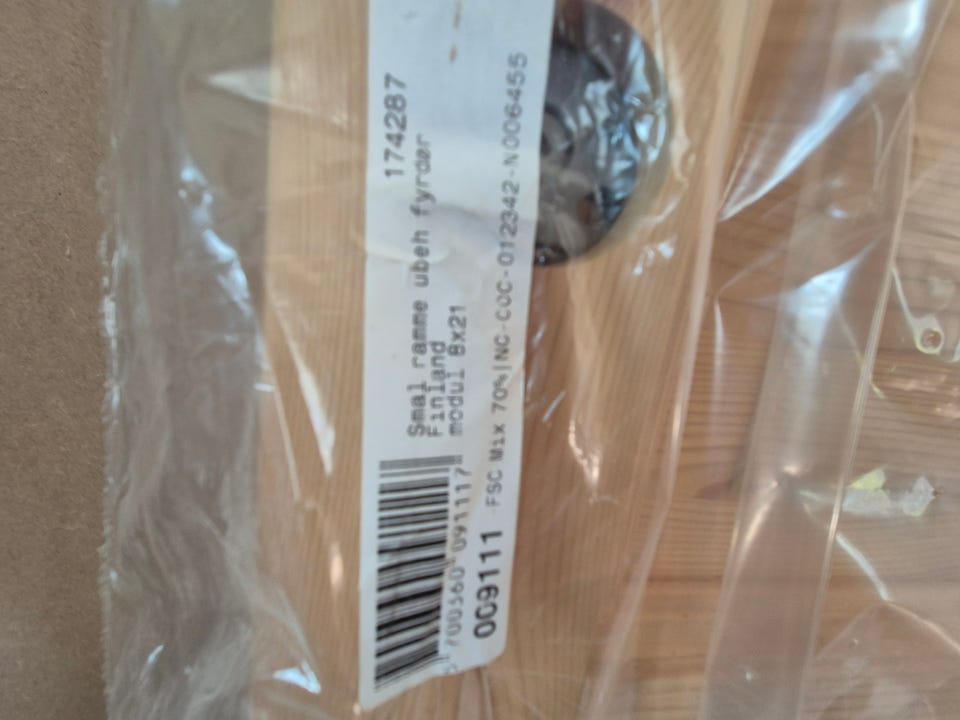 174287
Smal ramme ubeh fyrdør
Finland
modul 8x21
5 700360 091117
009111 FSC Mix 70%|NC-COC-012342-N006455